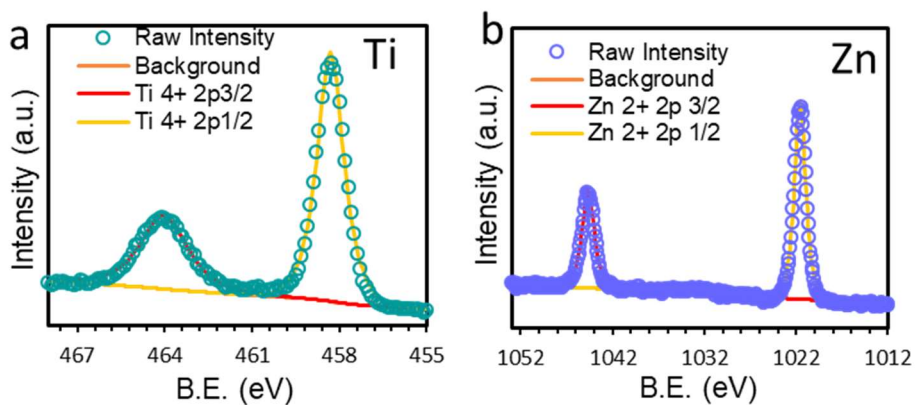 a
Raw Intensity
Background
Ti 4+ 2p3/2
Ti 4+ 2p1/2
Ti
Intensity (a.u.)
467 464 461 458 455
B.E. (eV)
b
Raw Intensity
Background
Zn 2+ 2p 3/2
Zn 2+ 2p 1/2
Zn
Intensity (a.u.)
1052 1042 1032 1022 1012
B.E. (eV)